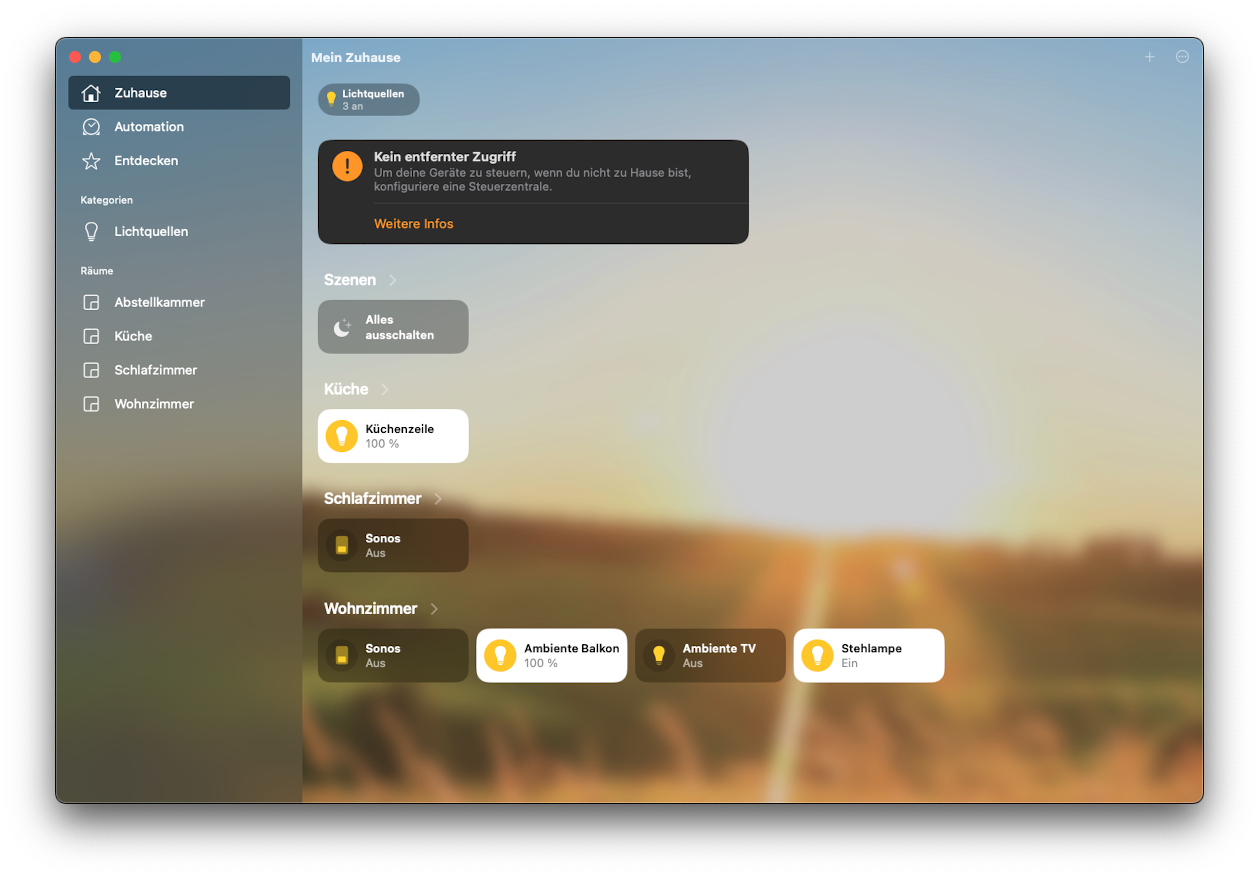 Mein Zuhause
Zuhause
Automation
Entdecken
Kategorien
Lichtquellen
Räume
Abstellkammer
Küche
Schlafzimmer
Wohnzimmer
Lichtquellen
3 an
Kein entfernter Zugriff
Um deine Geräte zu steuern, wenn du nicht zu Hause bist,
konfiguriere eine Steuerzentrale.
Weitere Infos
Szenen
Alles
ausschalten
Küche
Küchenzeile
100 %
Schlafzimmer
Sonos
Aus
Wohnzimmer
Sonos
Aus
Ambiente Balkon
100 %
Ambiente TV
Aus
Stehlampe
Ein